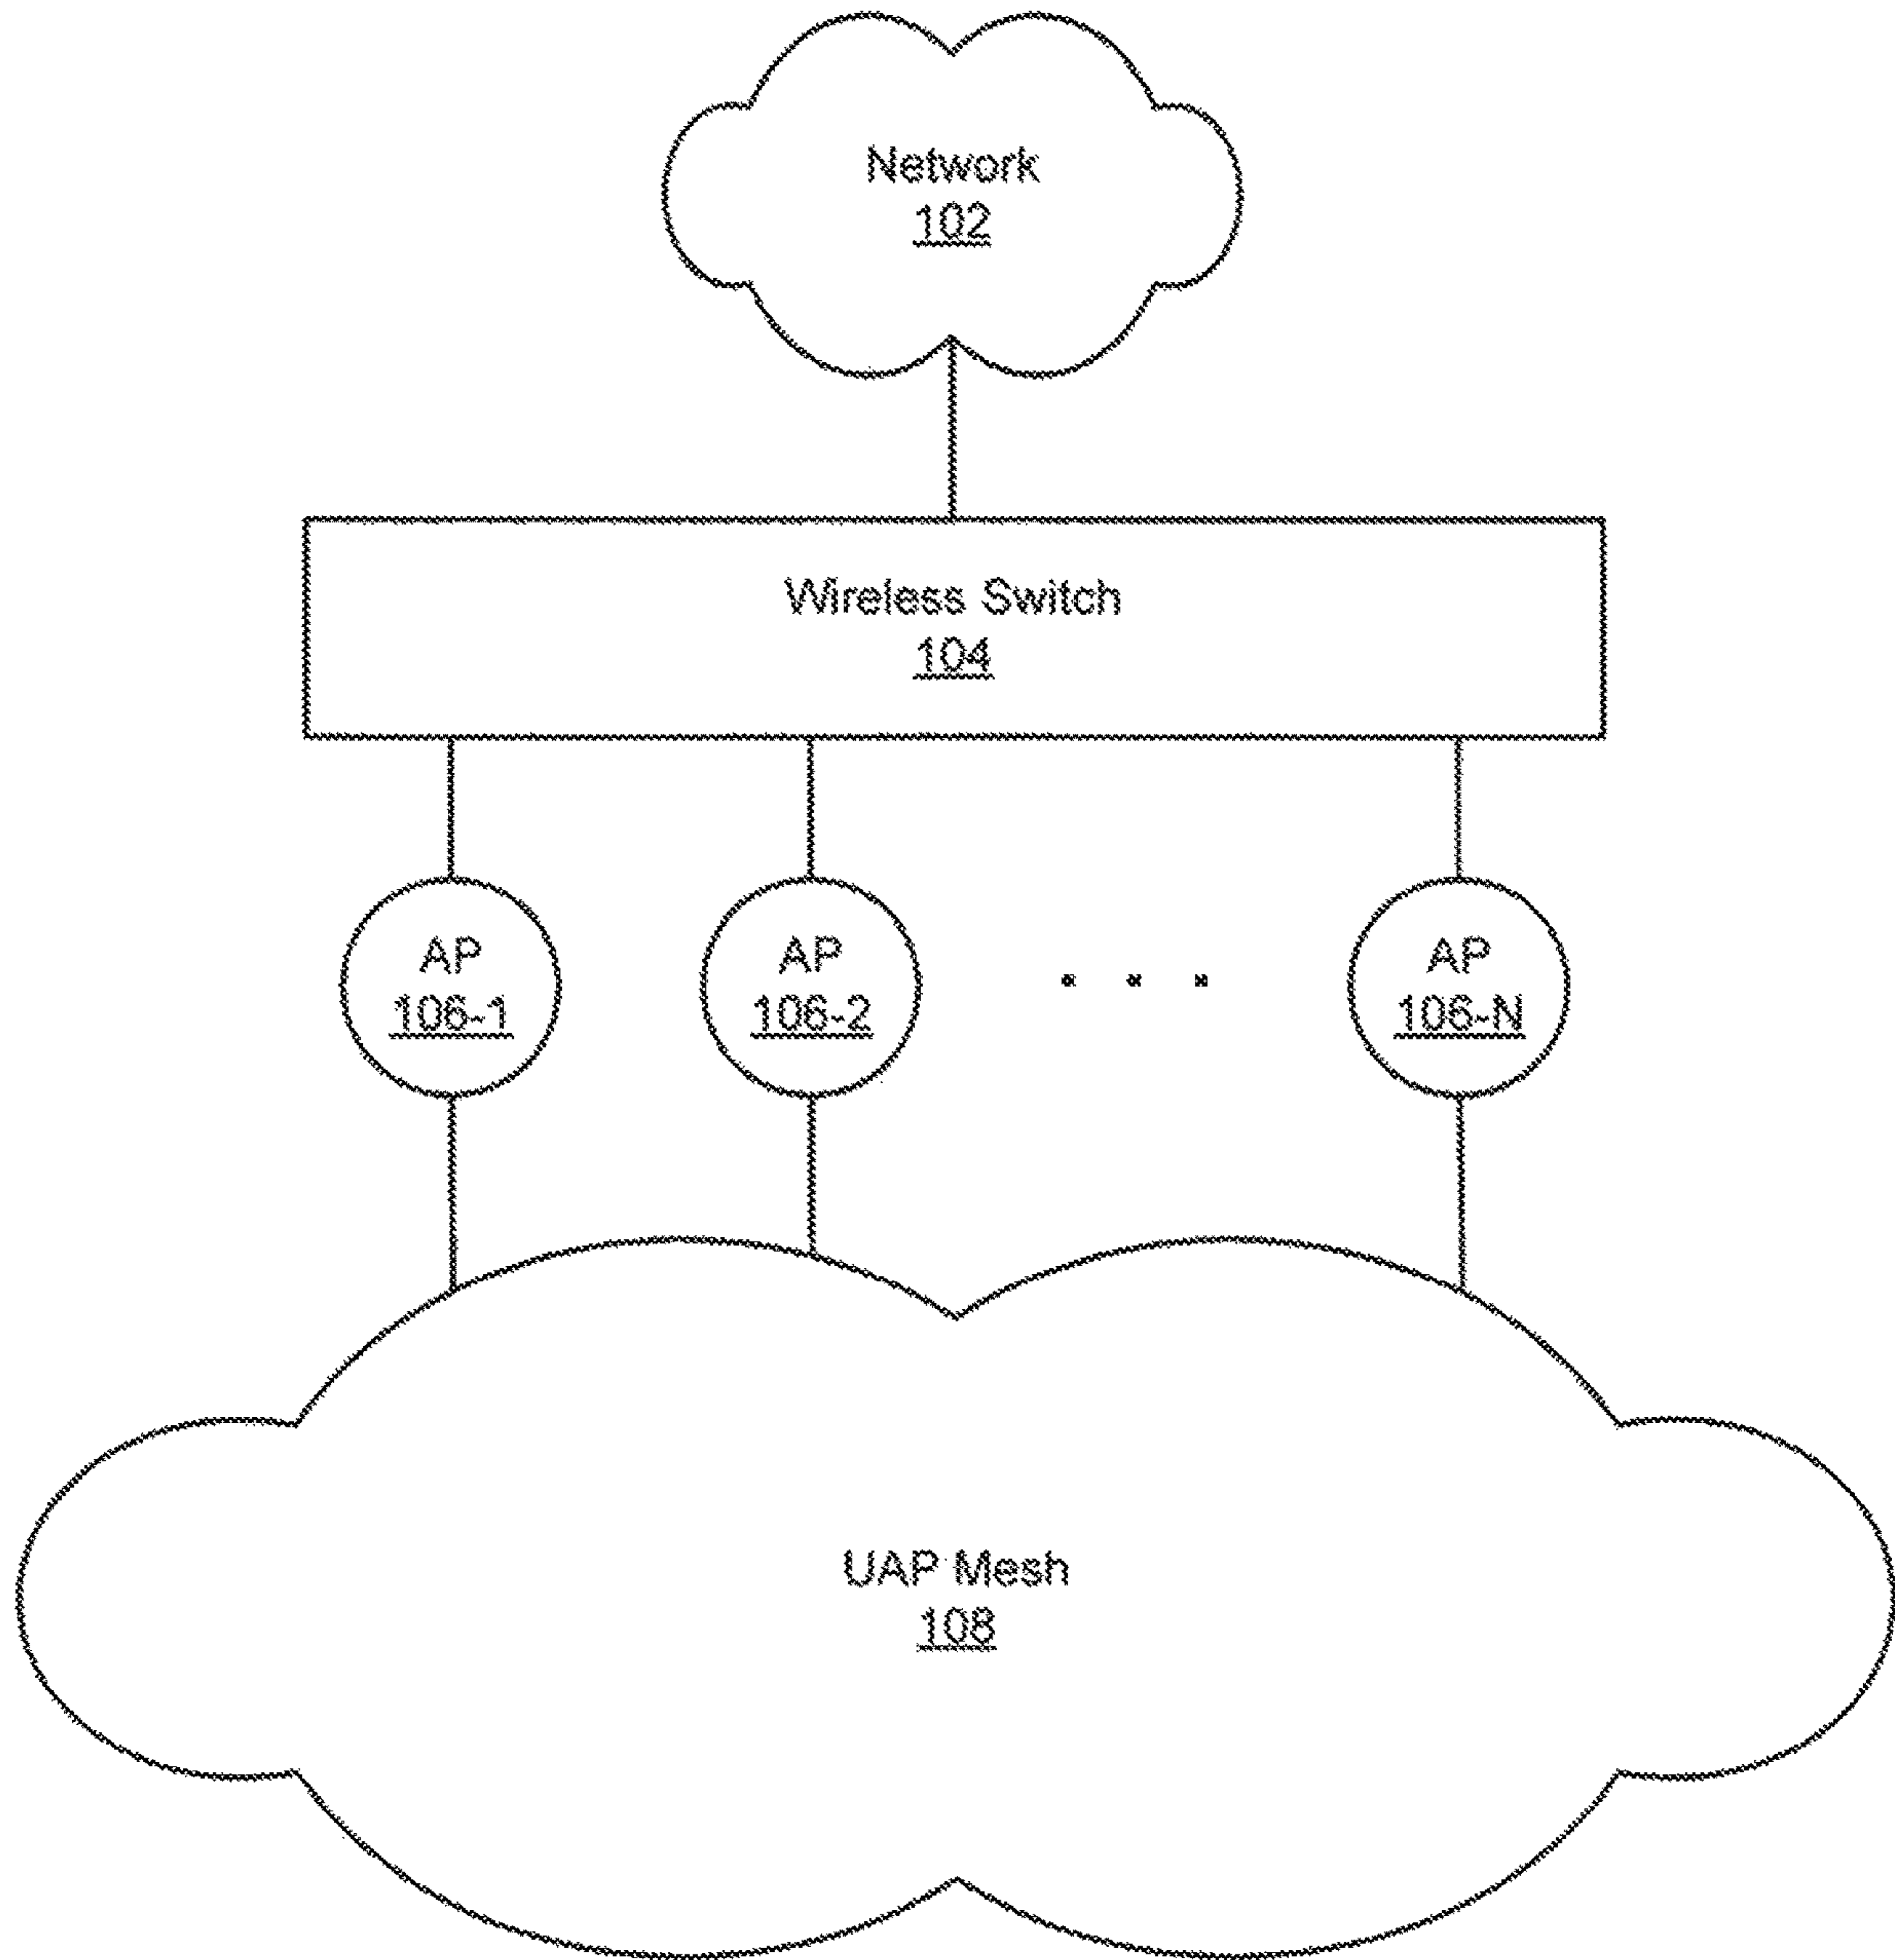 Network
102
Wireless Switch
104
AP
106-1
AP
106-2
. . .
AP
106-N
UAP Mesh
108